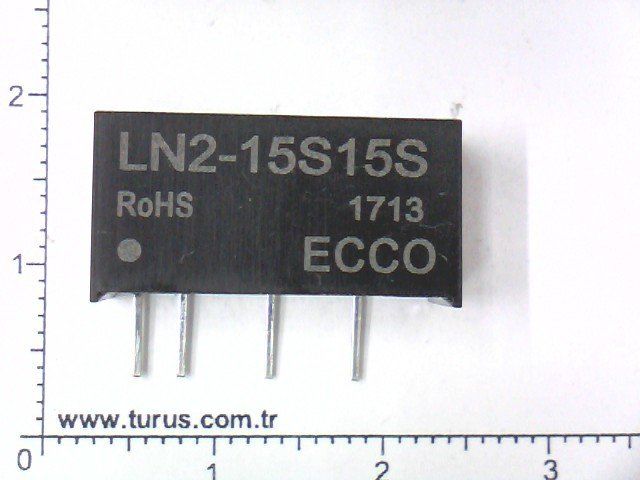 2
LN2-15S15S
RoHS 1713
1
ECCO
www.turus.com.tr
0 1 2 3